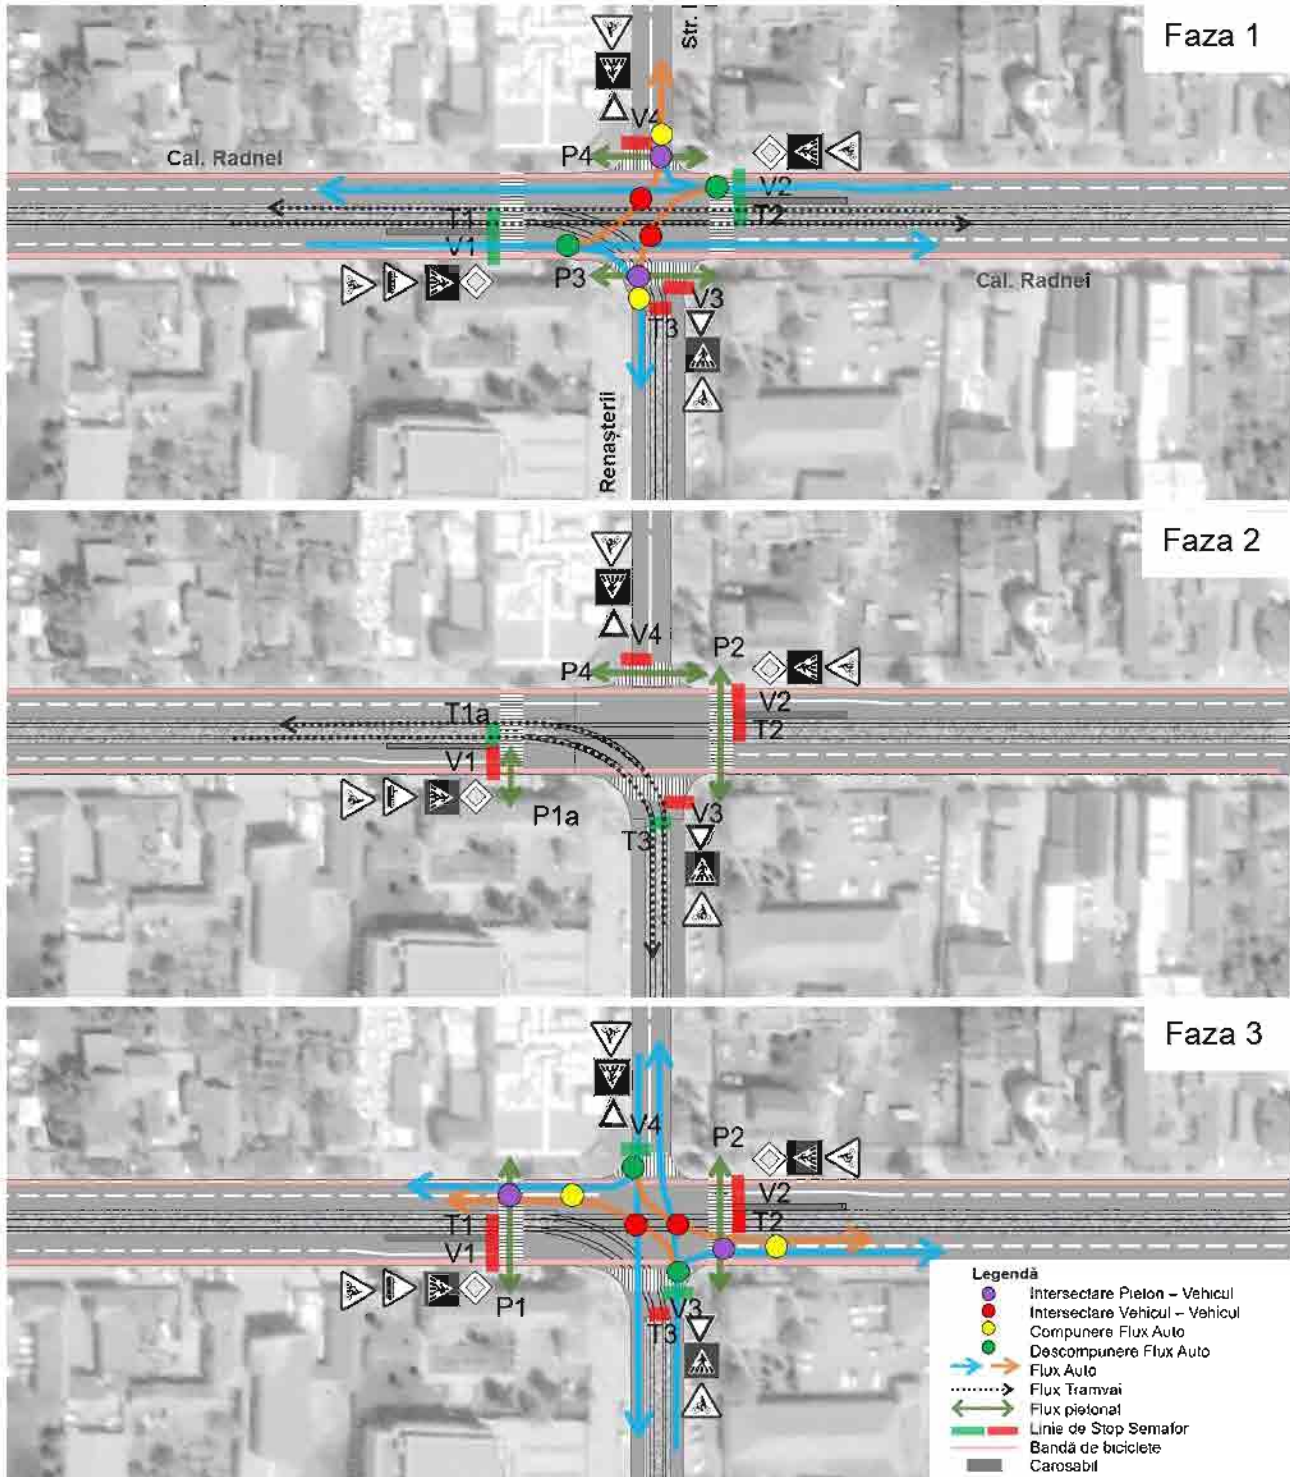 Faza 1
Str.
V4
P4
Cal. Radnei
V2
T1
T2
V1
P3
Cal. Radnei
V3
T3
Renașterii
Faza 2
V4
P2
P4
V2
T1a
T2
V1
P1a
V3
T3
Faza 3
V4
P2
V2
T1
T2
V1
P1
V3
T3
Legendă
Intersectare Pieton – Vehicul
Intersectare Vehicul – Vehicul
Compunere Flux Auto
Descompunere Flux Auto
Flux Auto
Flux Tramvai
Flux pietonal
Linie de Stop Semafor
Bandă de biciclete
Carosabil